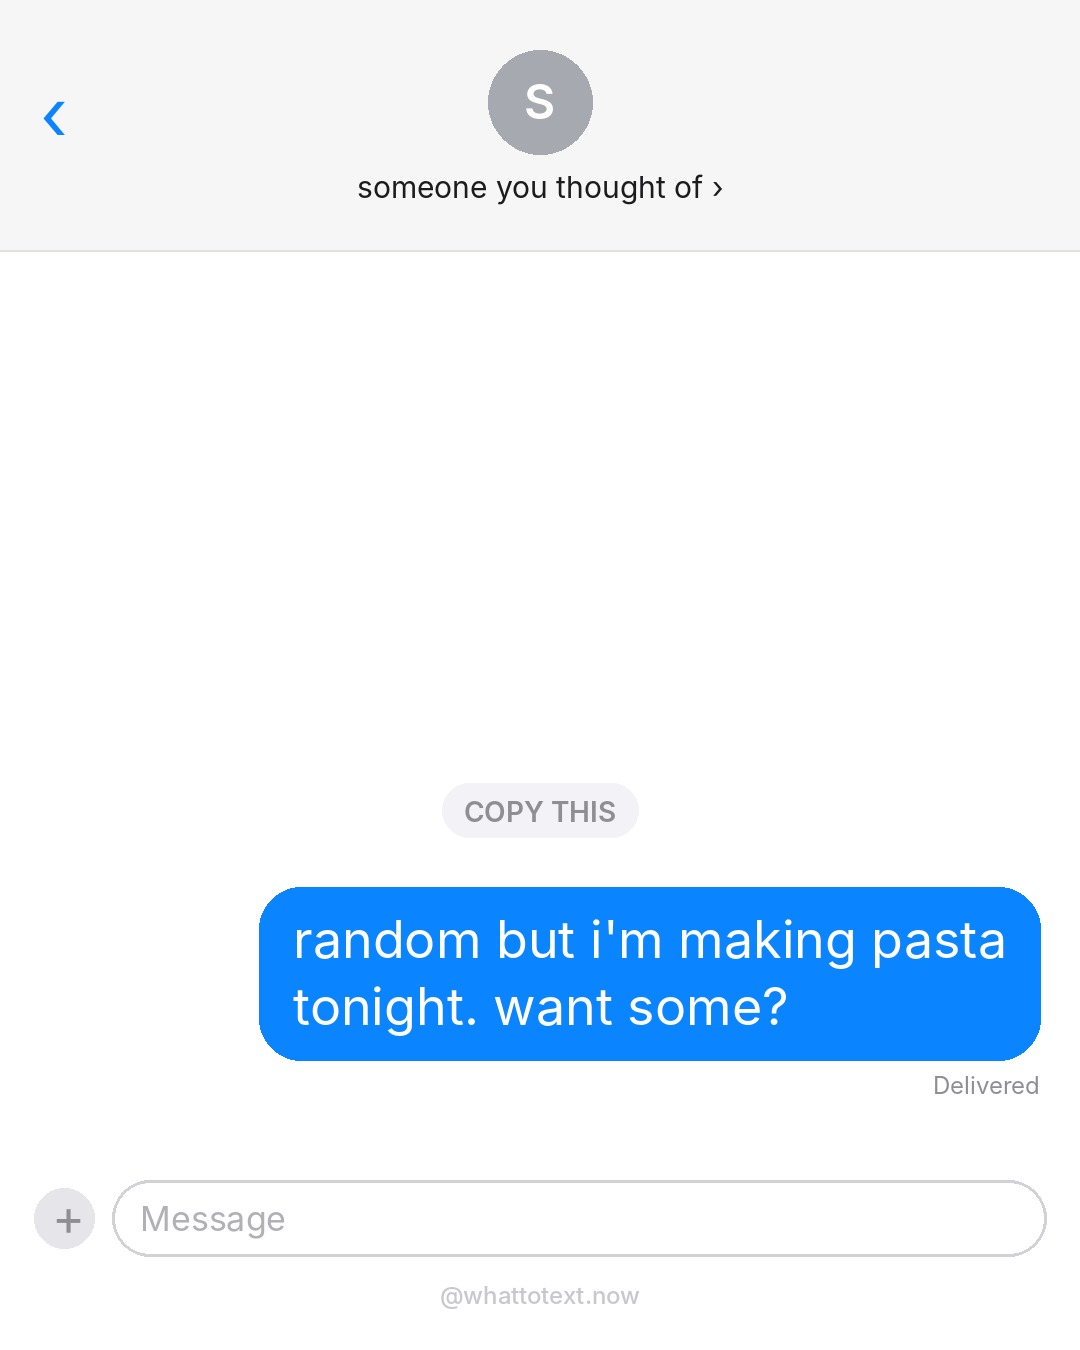 ‹
S
someone you thought of ›
COPY THIS
random but i'm making pasta
tonight. want some?
Delivered
+
Message
@whattotext.now